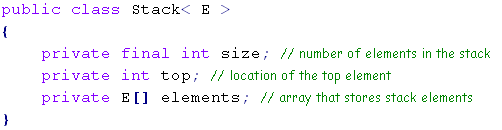 public class Stack< E >
{
private final int size; // number of elements in the stack
private int top; // location of the top element
private E[] elements; // array that stores stack elements
}